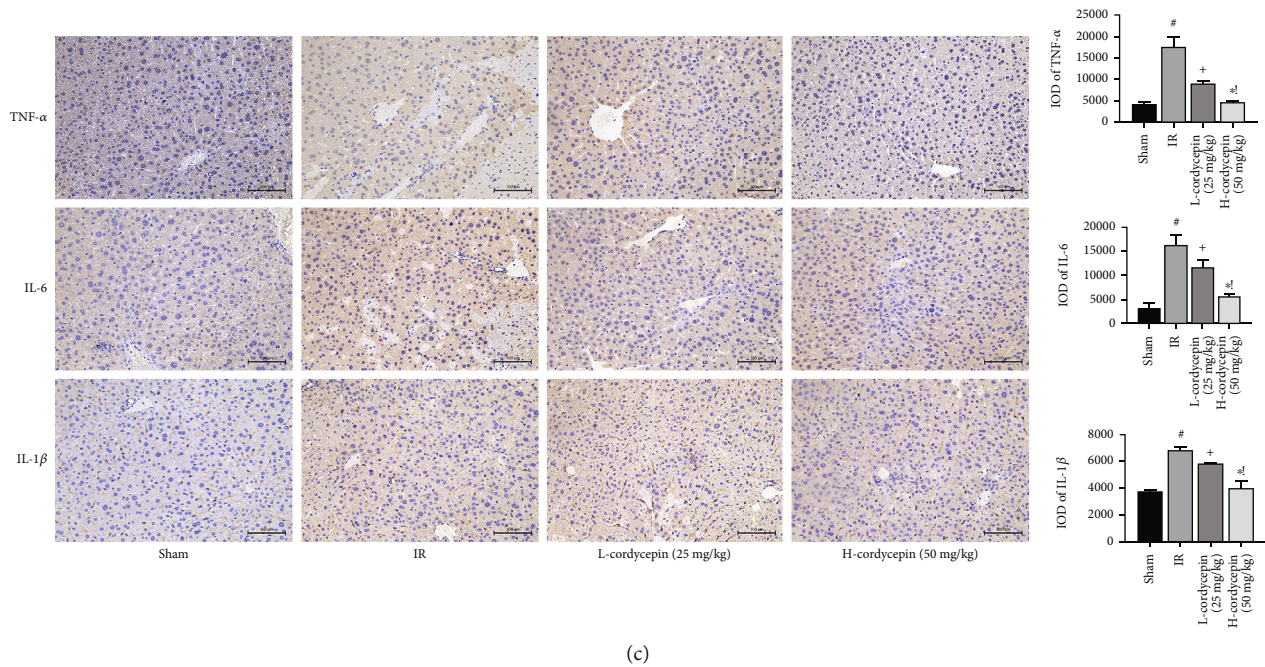 TNF-α
IL-6
IL-1β
Sham
IR
L-cordycepin (25 mg/kg)
H-cordycepin (50 mg/kg)
IOD of TNF-α
25000
20000
15000
10000
5000
0
#
+
*!
Sham
IR
L-cordycepin
(25 mg/kg)
H-cordycepin
(50 mg/kg)
IOD of IL-6
20000
15000
10000
5000
0
#
+
*!
Sham
IR
L-cordycepin
(25 mg/kg)
H-cordycepin
(50 mg/kg)
IOD of IL-1β
8000
6000
4000
2000
0
#
+
*!
Sham
IR
L-cordycepin
(25 mg/kg)
H-cordycepin
(50 mg/kg)
(c)